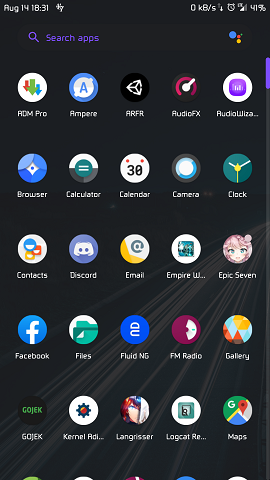 Aug 14 18:31 0 kB/s 41%
Search apps
ADM Pro Ampere ARFR AudioFX AudioWiza...
30
Browser Calculator Calendar Camera Clock
Contacts Discord Email Empire W... Epic Seven
Facebook Files Fluid NG FM Radio Gallery
GOJEK
GOJEK Kernel Adi... Langrisser Logcat Re... Maps